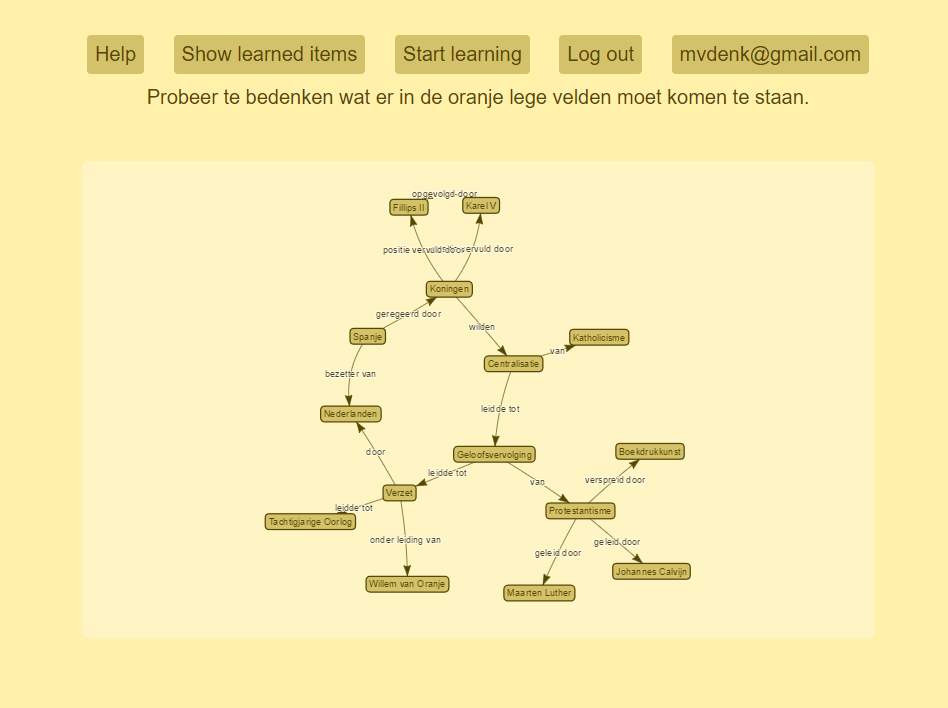 Help
Show learned items
Start learning
Log out
mvdenk@gmail.com
Probeer te bedenken wat er in de oranje lege velden moet komen te staan.
opgevolgd door
Fillips II
Karel V
positie vervuld door
vervuld door
Koningen
geregeerd door
wilden
Spanje
Katholicisme
van
Centralisatie
bezetter van
leidde tot
Nederlanden
door
Geloofsvervolging
Boekdrukkunst
leidde tot
van
verspreid door
Verzet
leidde tot
Protestantisme
Tachtigjarige Oorlog
onder leiding van
geleid door
geleid door
Johannes Calvijn
Willem van Oranje
Maarten Luther